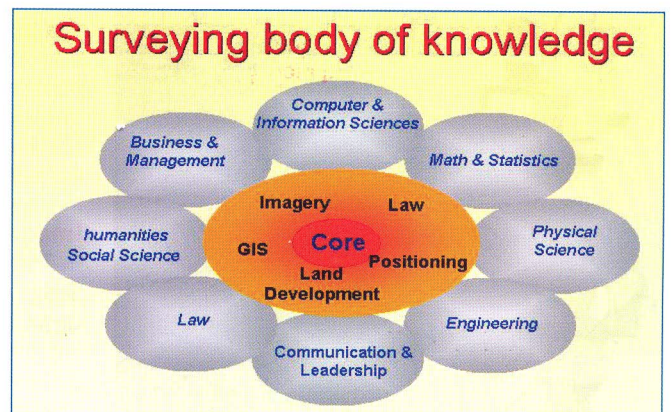 Surveying body of knowledge
Computer &
Information Sciences
Business &
Management
Math & Statistics
Imagery
Law
humanities
Social Science
GIS
Core
Positioning
Physical
Science
Land
Development
Law
Engineering
Communication &
Leadership